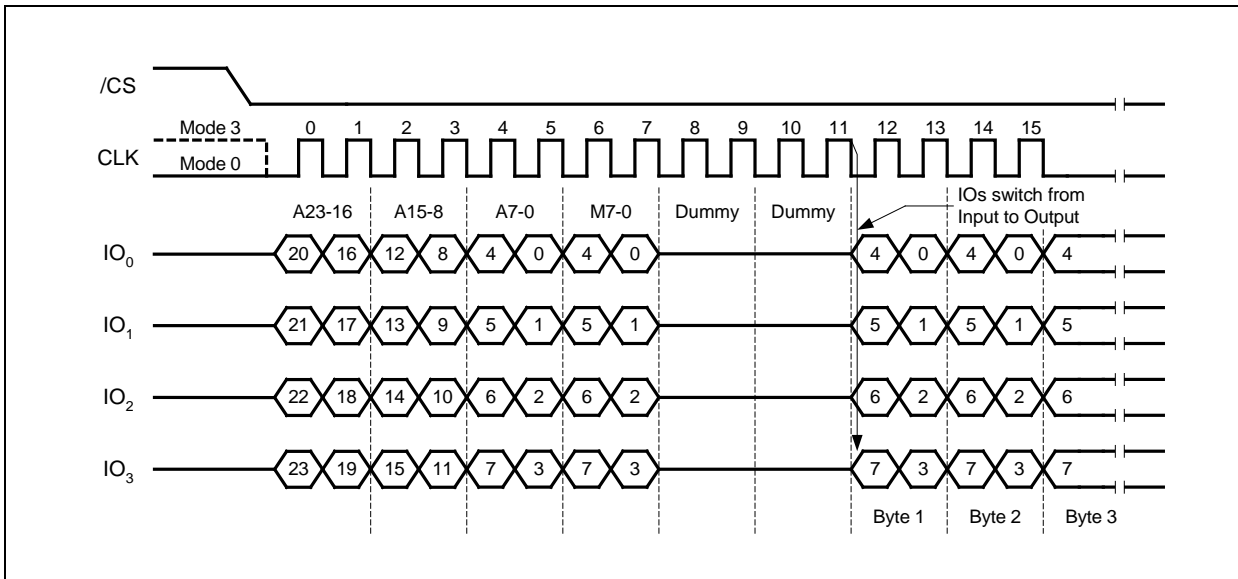 /CS
Mode 3
0 1 2 3 4 5 6 7 8 9 10 11 12 13 14 15
CLK
Mode 0
IOs switch from
Input to Output
A23-16 A15-8 A7-0 M7-0 Dummy Dummy
IO0 20 16 12 8 4 0 4 0 4 0 4 0 4
IO1 21 17 13 9 5 1 5 1 5 1 5 1 5
IO2 22 18 14 10 6 2 6 2 6 2 6 2 6
IO3 23 19 15 11 7 3 7 3 7 3 7 3 7
Byte 1 Byte 2 Byte 3